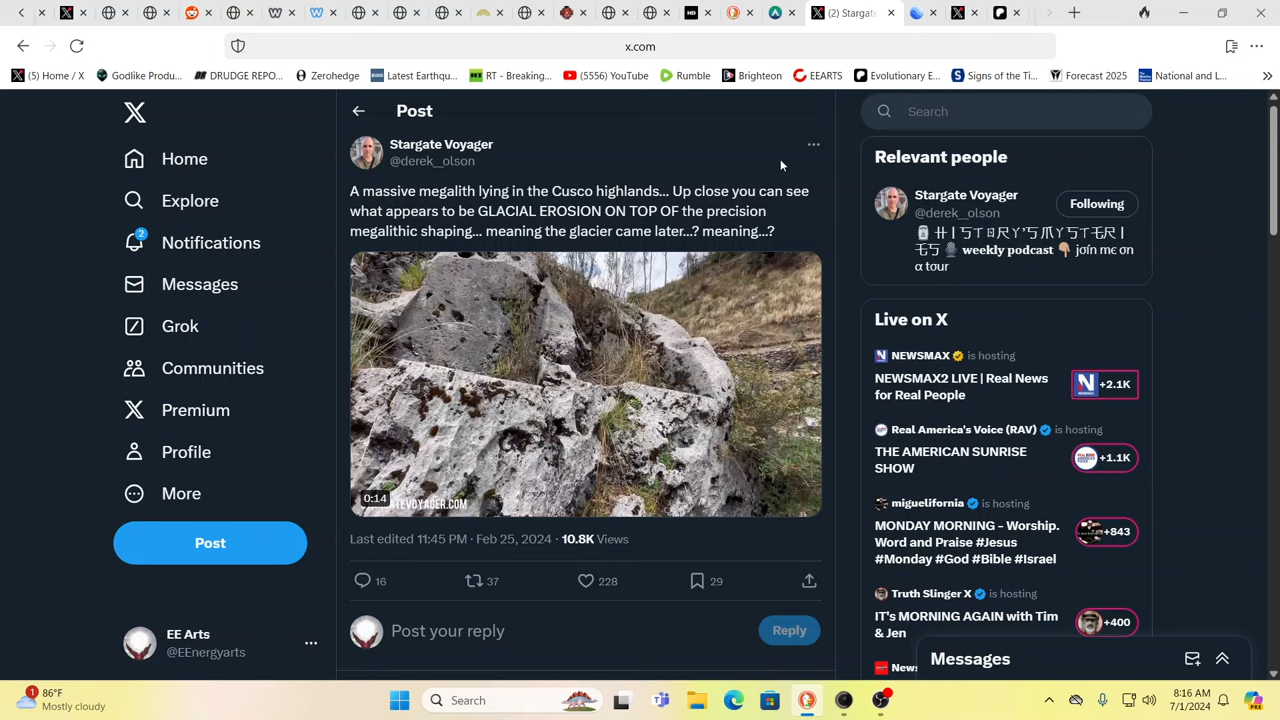 (2) Stargate
x.com
(5) Home / X
Godlike Produ...
DRUDGE REPO...
Zerohedge
Latest Earthqu...
RT - Breaking...
(5556) YouTube
Rumble
Brighteon
EEARTS
Evolutionary E...
Signs of the Ti...
Forecast 2025
National and L...
Home
Explore
2
Notifications
Messages
Grok
Communities
Premium
Profile
More
Post
EE Arts
@EEnergyarts
Post
Stargate Voyager
@derek__olson
A massive megalith lying in the Cusco highlands... Up close you can see
what appears to be GLACIAL EROSION ON TOP OF the precision
megalithic shaping... meaning the glacier came later...? meaning...?
0:14
ATEVOYAGER.COM
Last edited 11:45 PM · Feb 25, 2024 · 10.8K Views
16
37
228
29
Post your reply
Reply
Search
Relevant people
Stargate Voyager
@derek__olson
Following
weekly podcast
Live on X
NEWSMAX is hosting
NEWSMAX2 LIVE | Real News
for Real People
+2.1K
Real America's Voice (RAV) is hosting
THE AMERICAN SUNRISE
SHOW
+1.1K
miguelifornia is hosting
MONDAY MORNING - Worship.
Word and Praise #Jesus
#Monday #God #Bible #Israel
+843
Truth Slinger X is hosting
IT'S MORNING AGAIN with Tim
& Jen
+400
Messages
1
86°F
Mostly cloudy
Search
8:16 AM
7/1/2024